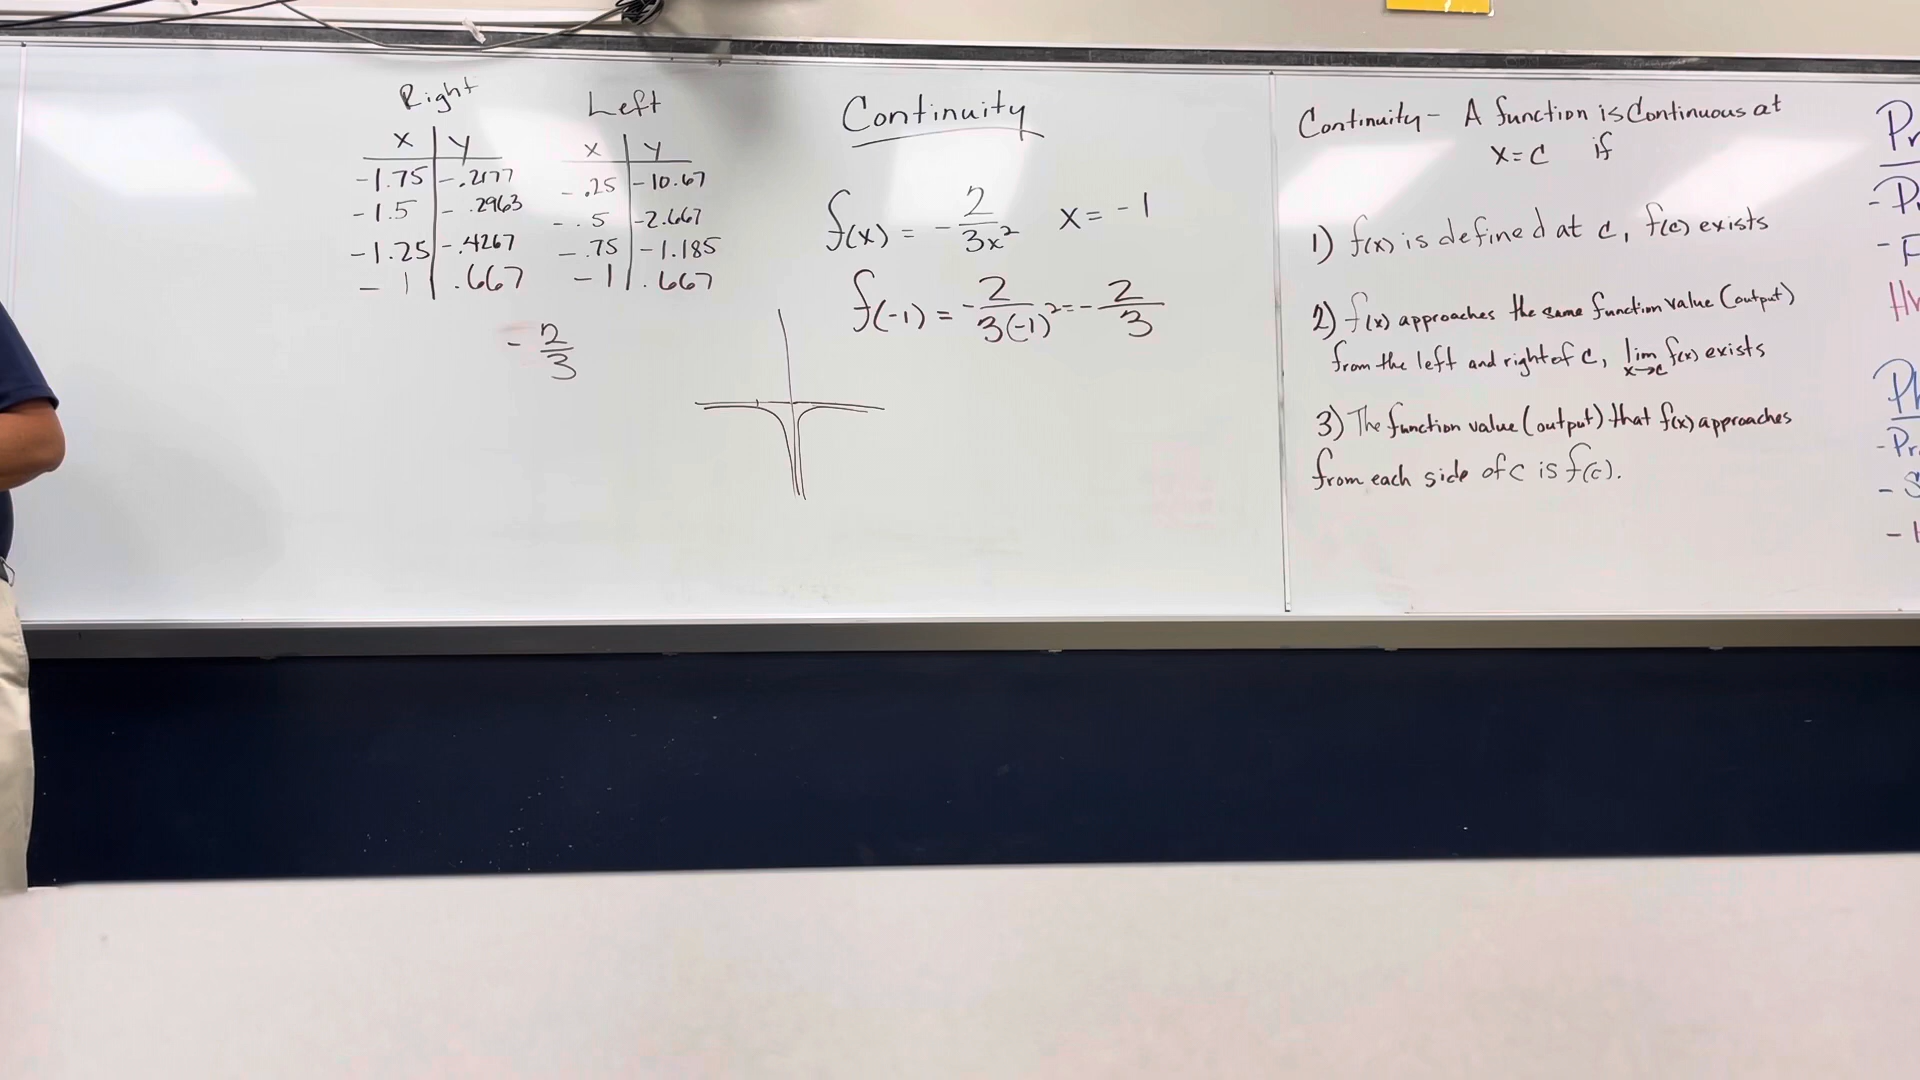 Right
x y
-1.75 -.2177
-1.5 -.2963
-1.25 -.4267
-1 .667
Left
x y
-.25 -10.67
-.5 -2.667
-.75 -1.185
-1 .667
- 2/3
Continuity
f(x) = - 2/3x² x = -1
f(-1) = - 2/3(-1)² = - 2/3
Continuity - A function is continuous at
x = c if
1) f(x) is defined at c, f(c) exists
2) f(x) approaches the same function value (output)
from the left and right of c, lim x→c f(x) exists
3) The function value (output) that f(x) approaches
from each side of c is f(c).